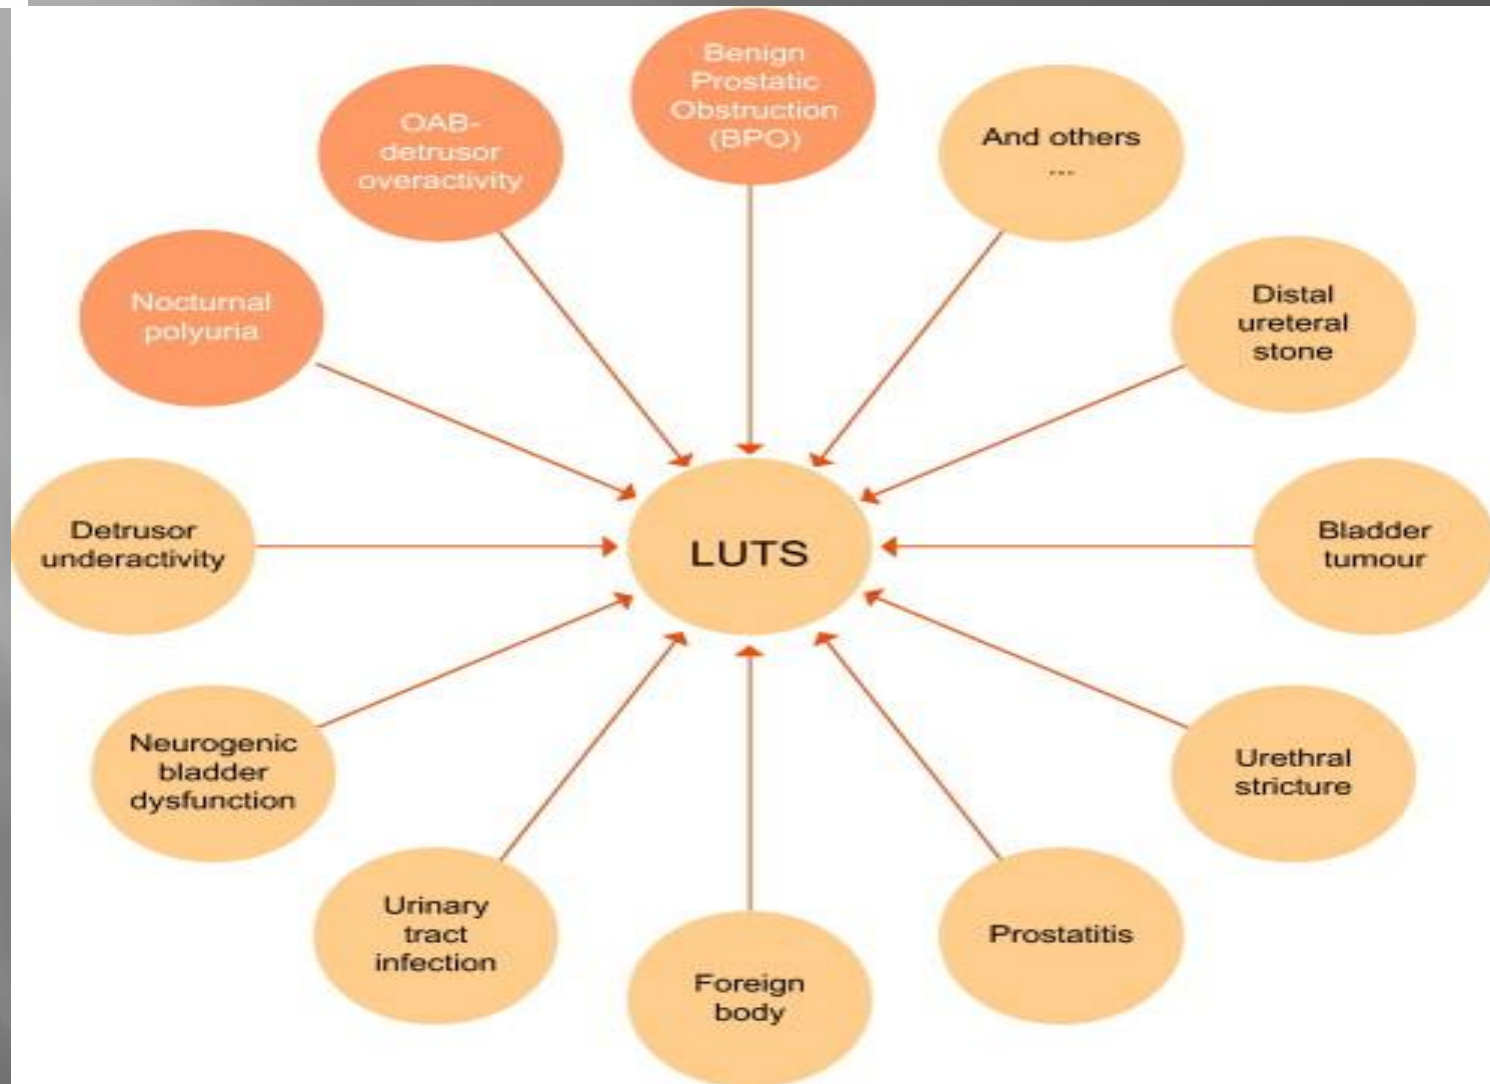 Benign
Prostatic
Obstruction
(BPO)
And others
...
Distal
ureteral
stone
Bladder
tumour
Urethral
stricture
Prostatitis
Foreign
body
Urinary
tract
infection
Neurogenic
bladder
dysfunction
Detrusor
underactivity
Nocturnal
polyuria
OAB-
detrusor
overactivity
LUTS